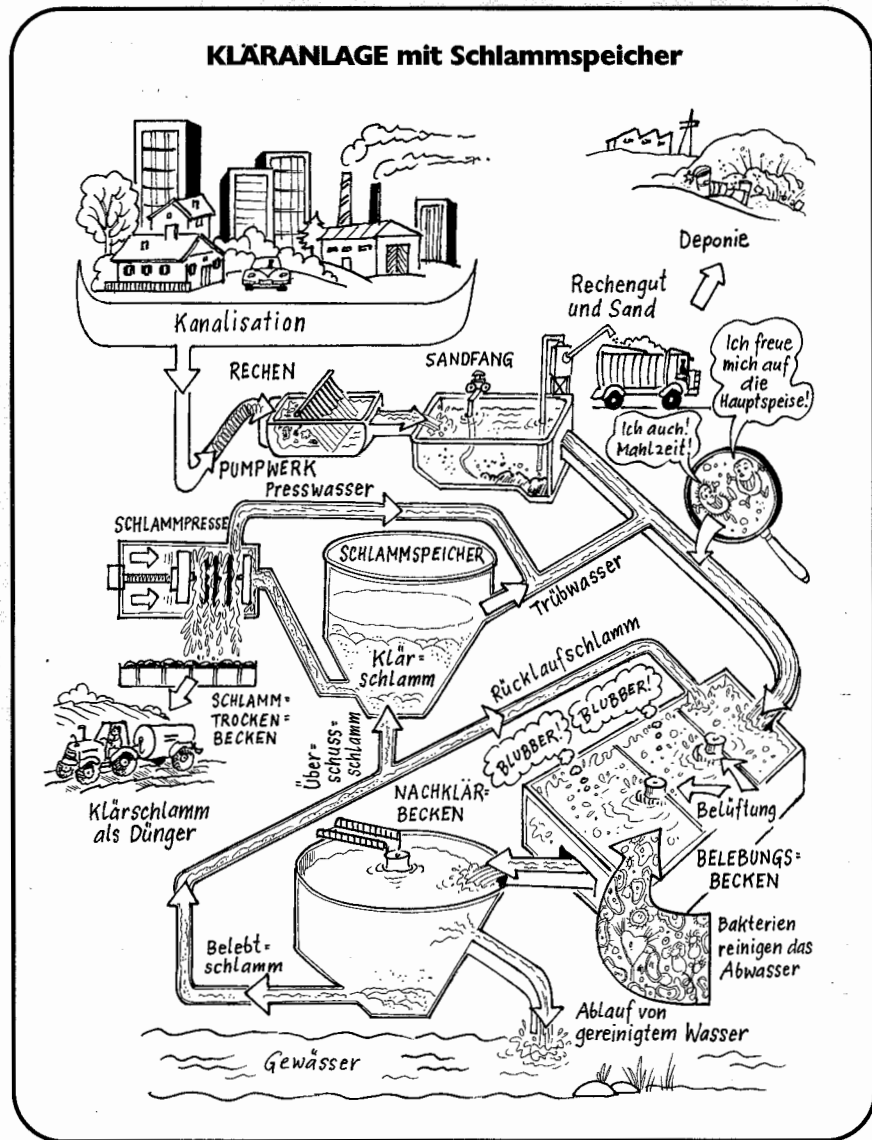 KLÄRANLAGE mit Schlammspeicher
Deponie
Kanalisation
Rechengut
und Sand
Ich freue
mich auf
die
Hauptspeise!
Ich auch!
Mahlzeit!
RECHEN
SANDFANG
PUMPWERK
Presswasser
SCHLAMMPRESSE
SCHLAMMSPEICHER
Trübwasser
Klär=
schlamm
Rücklaufschlamm
SCHLAMM=
TROCKEN=
BECKEN
Über=
schuss=
schlamm
BLUBBER!
BLUBBER!
Klärschlamm
als Dünger
NACHKLÄR=
BECKEN
Belüftung
BELEBUNGS=
BECKEN
Bakterien
reinigen das
Abwasser
Belebt=
schlamm
Ablauf von
gereinigtem Wasser
Gewässer